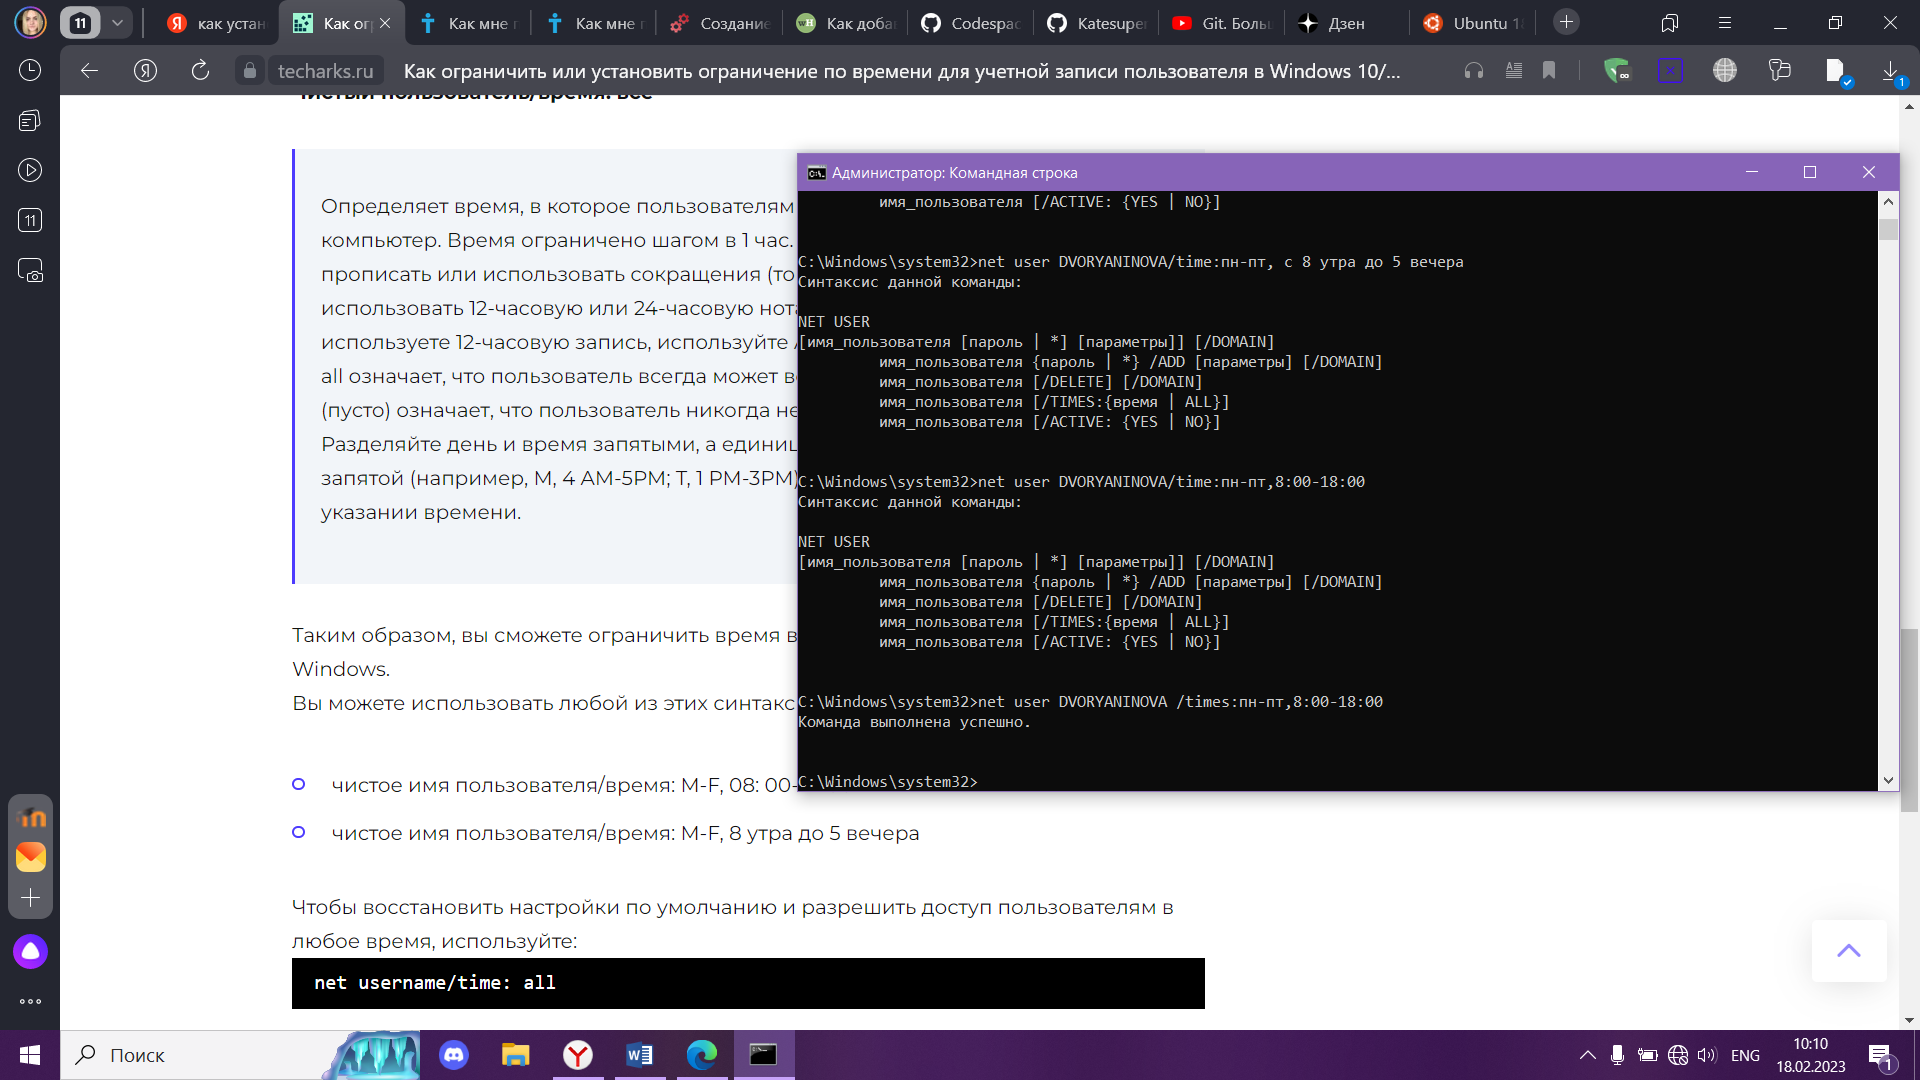 11
как устан
Как ог
Как мне г
Как мне г
Создание
Как доба
Codespac
Katesuper
Git. Больш
Дзен
Ubuntu 18
techarks.ru
Как ограничить или установить ограничение по времени для учетной записи пользователя в Windows 10/...
1
11
чистый пользователь/время: все
Определяет время, в которое пользователям
компьютер. Время ограничено шагом в 1 час.
прописать или использовать сокращения (то
использовать 12-часовую или 24-часовую нота
используете 12-часовую запись, используйте
all означает, что пользователь всегда может в
(пусто) означает, что пользователь никогда не
Разделяйте день и время запятыми, а единиц
запятой (например, M, 4 AM-5PM; T, 1 PM-3PM)
указании времени.
Таким образом, вы сможете ограничить время в
Windows.
Вы можете использовать любой из этих синтакс
чистое имя пользователя/время: M-F, 08: 00-
чистое имя пользователя/время: M-F, 8 утра до 5 вечера
Чтобы восстановить настройки по умолчанию и разрешить доступ пользователям в
любое время, используйте:
net username/time: all
Администратор: Командная строка
имя_пользователя [/ACTIVE: {YES | NO}]
C:\Windows\system32>net user DVORYANINOVA/time:пн-пт, с 8 утра до 5 вечера
Синтаксис данной команды:
NET USER
[имя_пользователя [пароль | *] [параметры]] [/DOMAIN]
имя_пользователя {пароль | *} /ADD [параметры] [/DOMAIN]
имя_пользователя [/DELETE] [/DOMAIN]
имя_пользователя [/TIMES:{время | ALL}]
имя_пользователя [/ACTIVE: {YES | NO}]
C:\Windows\system32>net user DVORYANINOVA/time:пн-пт,8:00-18:00
Синтаксис данной команды:
NET USER
[имя_пользователя [пароль | *] [параметры]] [/DOMAIN]
имя_пользователя {пароль | *} /ADD [параметры] [/DOMAIN]
имя_пользователя [/DELETE] [/DOMAIN]
имя_пользователя [/TIMES:{время | ALL}]
имя_пользователя [/ACTIVE: {YES | NO}]
C:\Windows\system32>net user DVORYANINOVA /times:пн-пт,8:00-18:00
Команда выполнена успешно.
C:\Windows\system32>
Поиск
ENG
10:10
18.02.2023
1